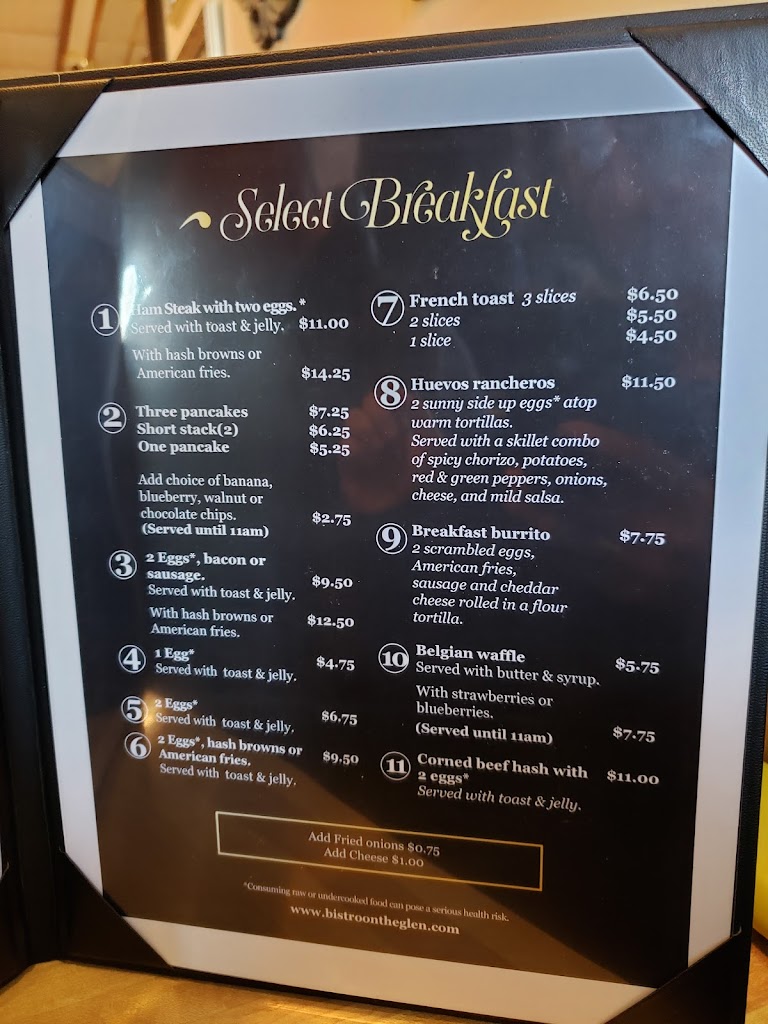 Select Breakfast
1 Ham Steak with two eggs.*
Served with toast & jelly. $11.00
With hash browns or
American fries. $14.25
2 Three pancakes $7.25
Short stack(2) $6.25
One pancake $5.25
Add choice of banana,
blueberry, walnut or
chocolate chips. $2.75
(Served until 11am)
3 2 Eggs*, bacon or
sausage.
Served with toast & jelly. $9.50
With hash browns or
American fries. $12.50
4 1 Egg*
Served with toast & jelly. $4.75
5 2 Eggs*
Served with toast & jelly, $6.75
6 2 Eggs*, hash browns or
American fries. $9.50
Served with toast & jelly,
7 French toast 3 slices $6.50
2 slices $5.50
1 slice $4.50
8 Huevos rancheros $11.50
2 sunny side up eggs* atop
warm tortillas.
Served with a skillet combo
of spicy chorizo, potatoes,
red & green peppers, onions,
cheese, and mild salsa.
9 Breakfast burrito $7.75
2 scrambled eggs,
American fries,
sausage and cheddar
cheese rolled in a flour
tortilla.
10 Belgian waffle $5.75
Served with butter & syrup.
With strawberries or
blueberries.
(Served until 11am) $7.75
11 Corned beef hash with $11.00
2 eggs*
Served with toast & jelly.
Add Fried onions $0.75
Add Cheese $1.00
*Consuming raw or undercooked food can pose a serious health risk.
www.bistroontheglen.com